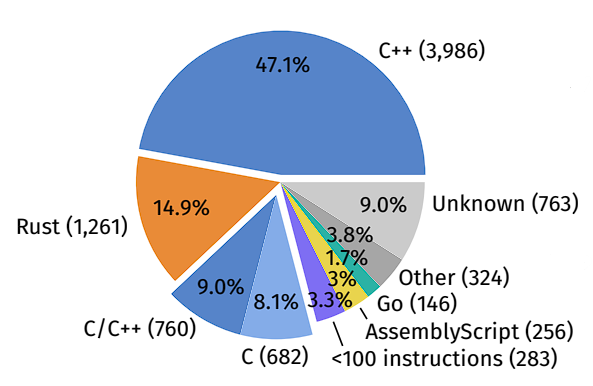 C++ (3,986)
47.1%
Rust (1,261)
14.9%
9.0%
Unknown (763)
3.8%
1.7%
3%
3.3%
9.0%
8.1%
Other (324)
Go (146)
C/C++ (760)
AssemblyScript (256)
C (682)
<100 instructions (283)